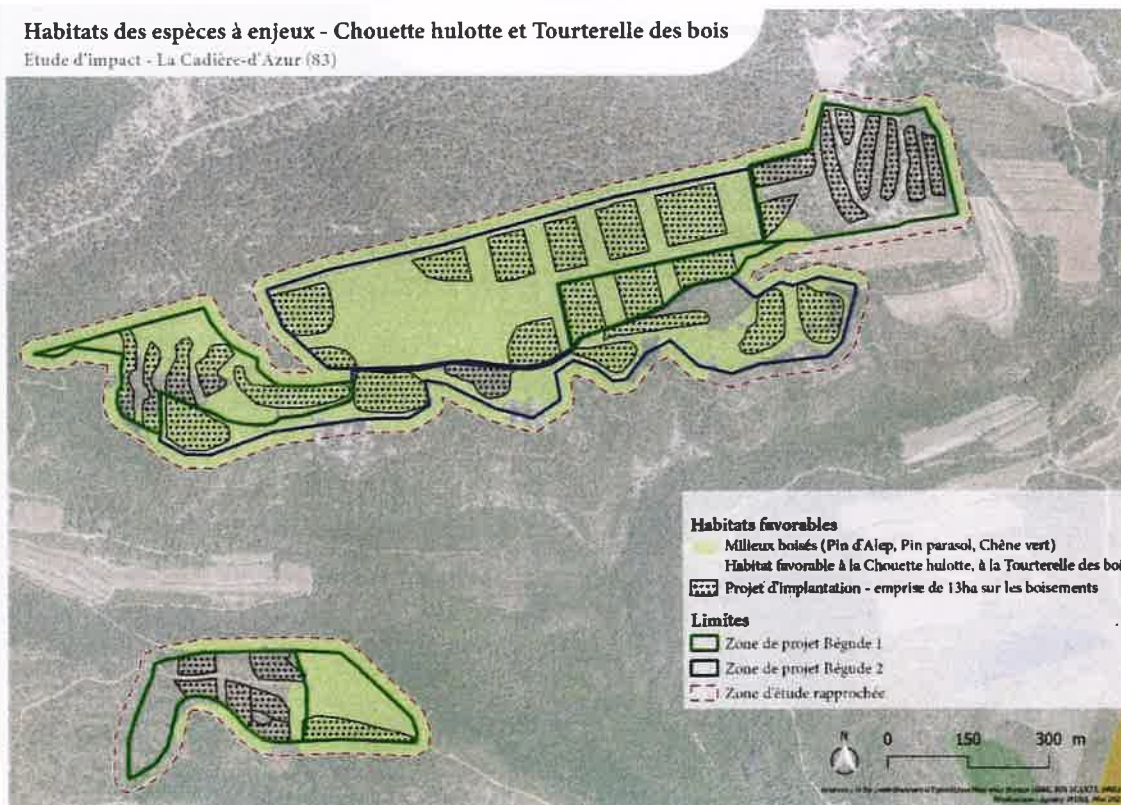 Habitats des espèces à enjeux - Chouette hulotte et Tourterelle des bois
Etude d'impact - La Cadière-d'Azur (83)
Habitats favorables
Milieux boisés (Pin d'Alep, Pin parasol, Chêne vert)
Habitat favorable à la Chouette hulotte, à la Tourterelle des boi
Projet d'implantation - emprise de 13ha sur les boisements
Limites
Zone de projet Bégude 1
Zone de projet Bégude 2
Zone d'étude rapprochée
N
0 150 300 m